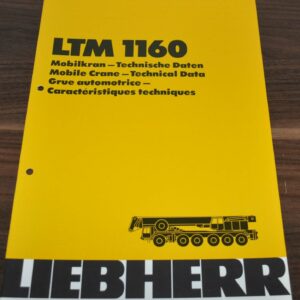 LTM 1160
Mobilkran – Technische Daten
Mobile Crane – Technical Data
Grue automotrice –
Caractéristiques techniques
LIEBHERR